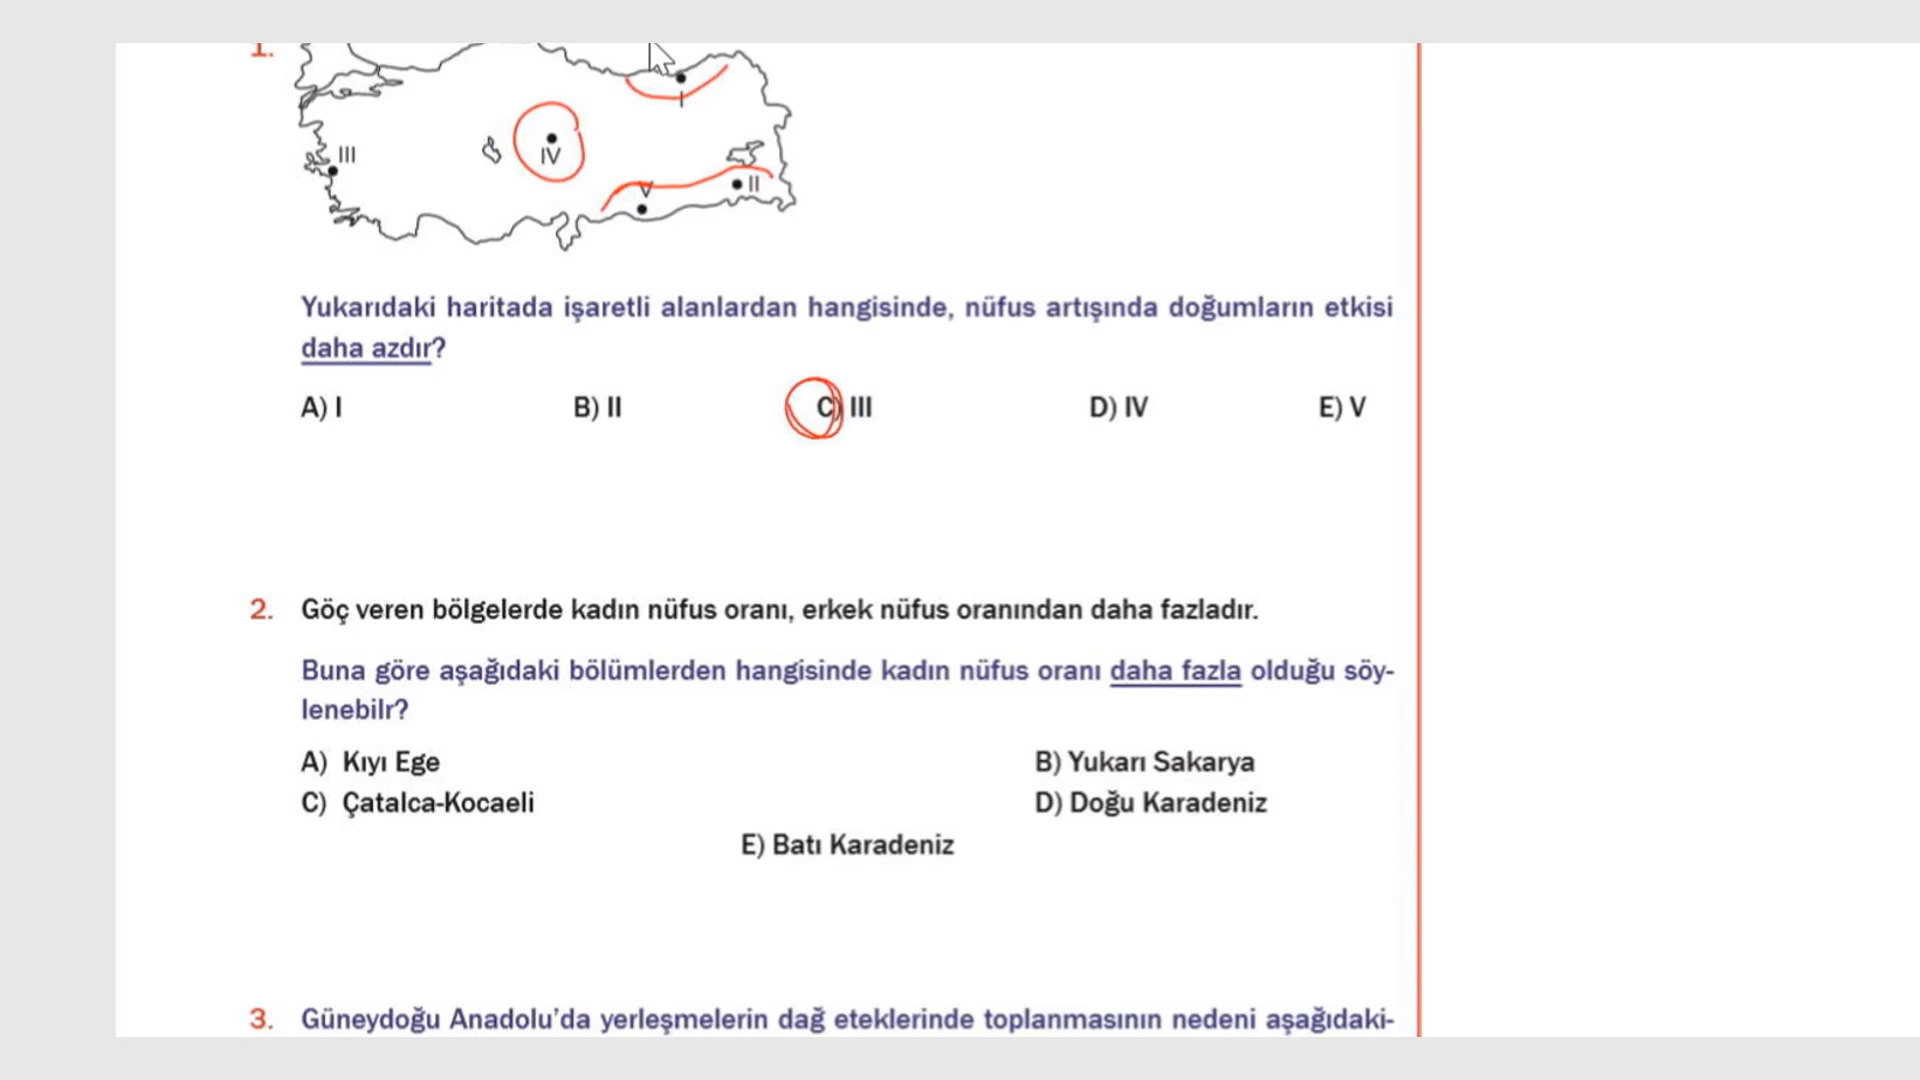 1.
I
III
IV
V
II
Yukarıdaki haritada işaretli alanlardan hangisinde, nüfus artışında doğumların etkisi
daha azdır?
A) I B) II C) III D) IV E) V
2. Göç veren bölgelerde kadın nüfus oranı, erkek nüfus oranından daha fazladır.
Buna göre aşağıdaki bölümlerden hangisinde kadın nüfus oranı daha fazla olduğu söy-
lenebilr?
A) Kıyı Ege B) Yukarı Sakarya
C) Çatalca-Kocaeli D) Doğu Karadeniz
E) Batı Karadeniz
3. Güneydoğu Anadolu'da yerleşmelerin dağ eteklerinde toplanmasının nedeni aşağıdaki-